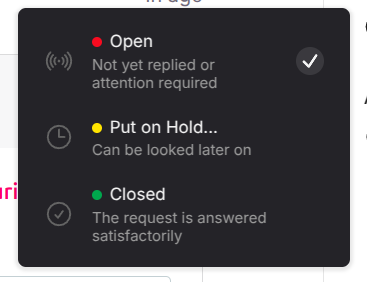 Open
Not yet replied or
attention required
Put on Hold...
Can be looked later on
Closed
The request is answered
satisfactorily